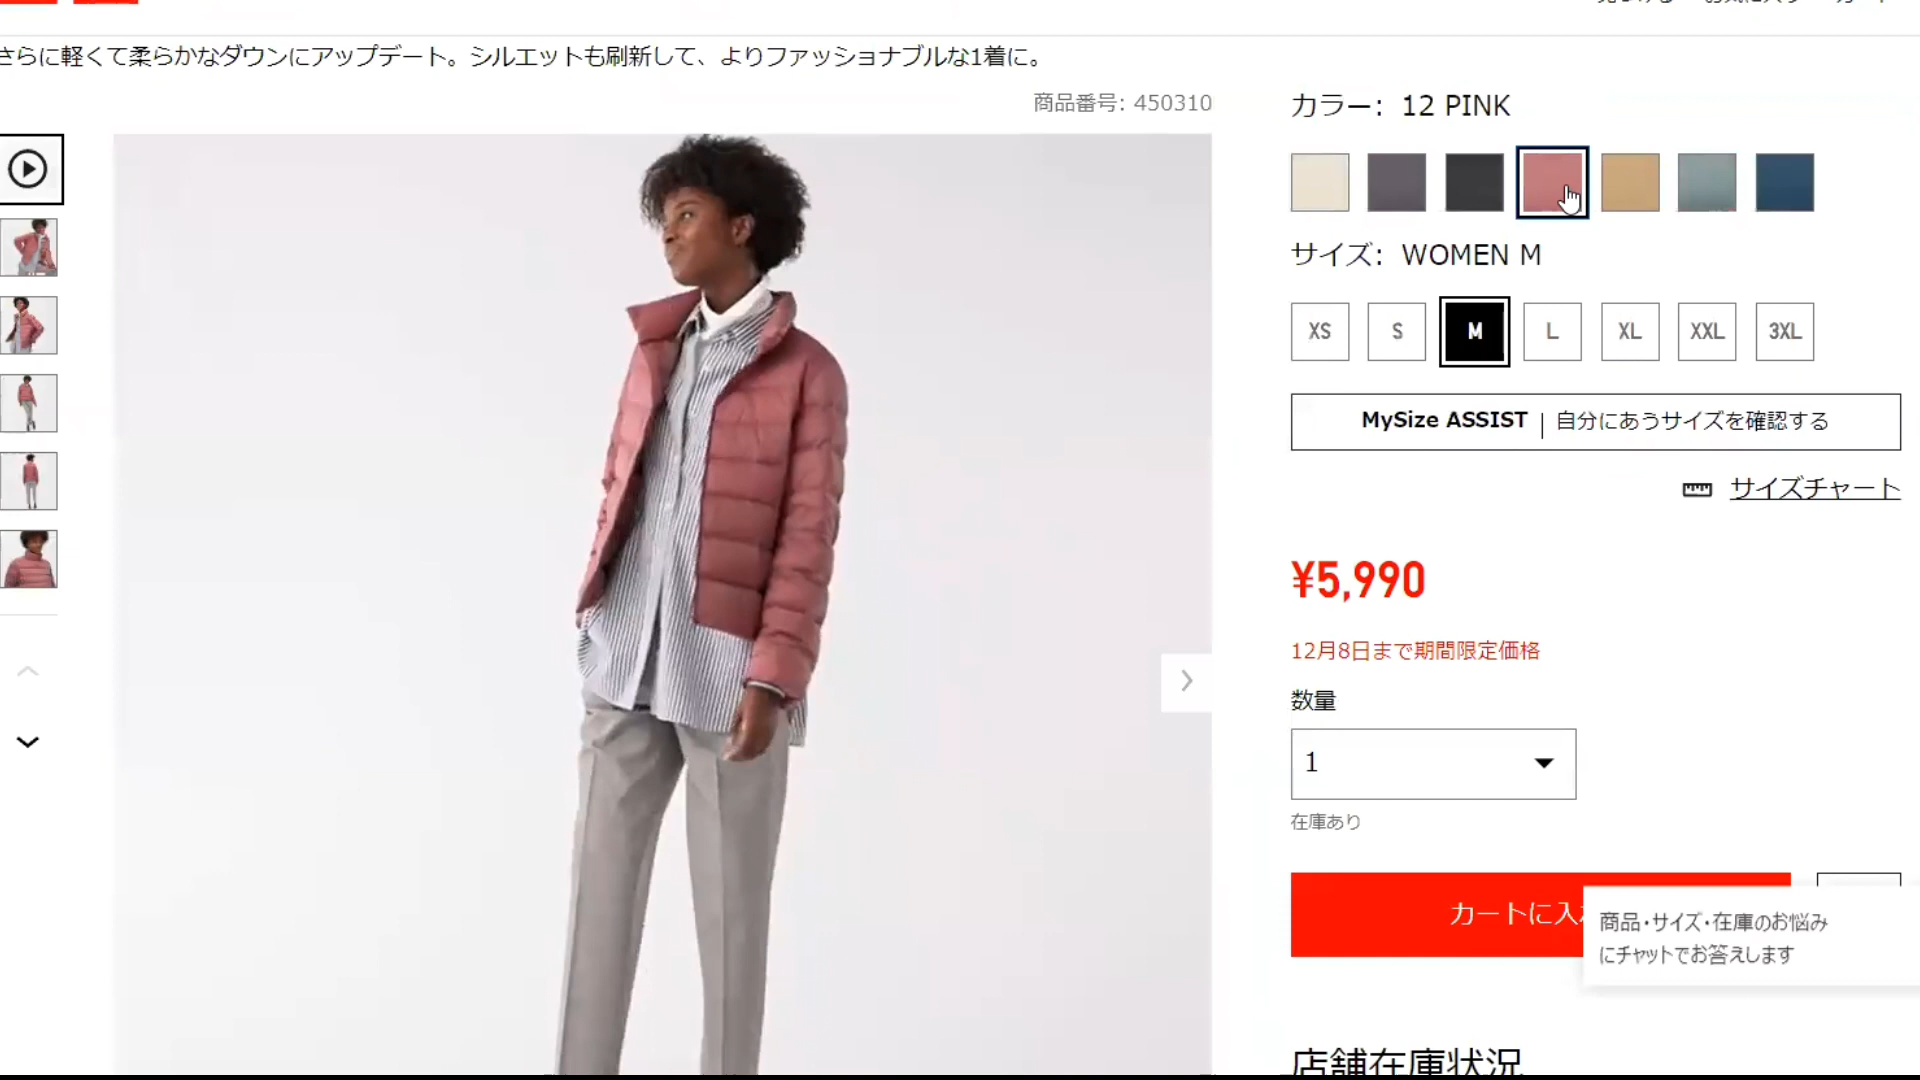 さらに軽くて柔らかなダウンにアップデート。シルエットも刷新して、よりファッショナブルな1着に。
商品番号: 450310
カラー: 12 PINK
サイズ: WOMEN M
XS S M L XL XXL 3XL
MySize ASSIST | 自分にあうサイズを確認する
サイズチャート
¥5,990
12月8日まで期間限定価格
数量
1
在庫あり
カートに入
商品・サイズ・在庫のお悩み
にチャットでお答えします
店舗在庫状況